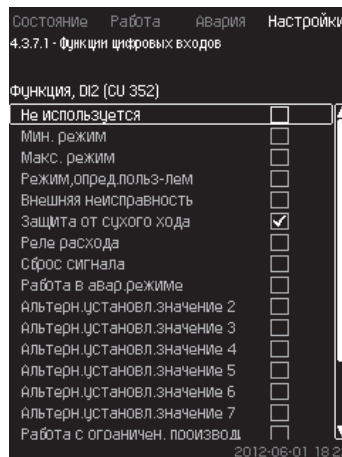 Состояние Работа Авария Настройки
4.3.7.1 - Функции цифровых входов
Функция, DI2 (CU 352)
Не используется
Мин. режим
Макс. режим
Режим,опред.польз-лем
Внешняя неисправность
Защита от сухого хода
Реле расхода
Сброс сигнала
Работа в авар.режиме
Альтерн.установл.значение 2
Альтерн.установл.значение 3
Альтерн.установл.значение 4
Альтерн.установл.значение 5
Альтерн.установл.значение 6
Альтерн.установл.значение 7
Работа с ограничен. производ
2012-06-01 18:2